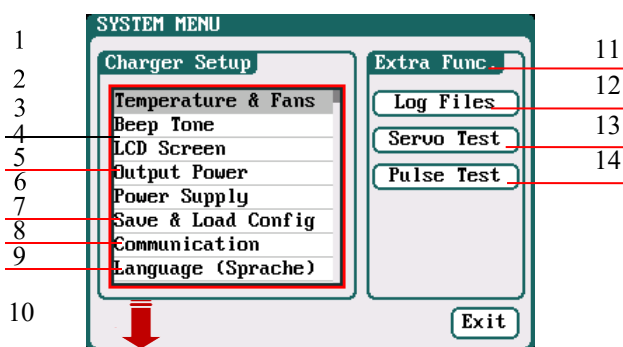 SYSTEM MENU
1
Charger Setup
Extra Func.
11
2
Temperature & Fans
Log Files
12
3
Beep Tone
13
4
LCD Screen
Servo Test
5
Output Power
Pulse Test
14
6
Power Supply
7
Save & Load Config
8
Communication
9
Language (Sprache)
10
Exit